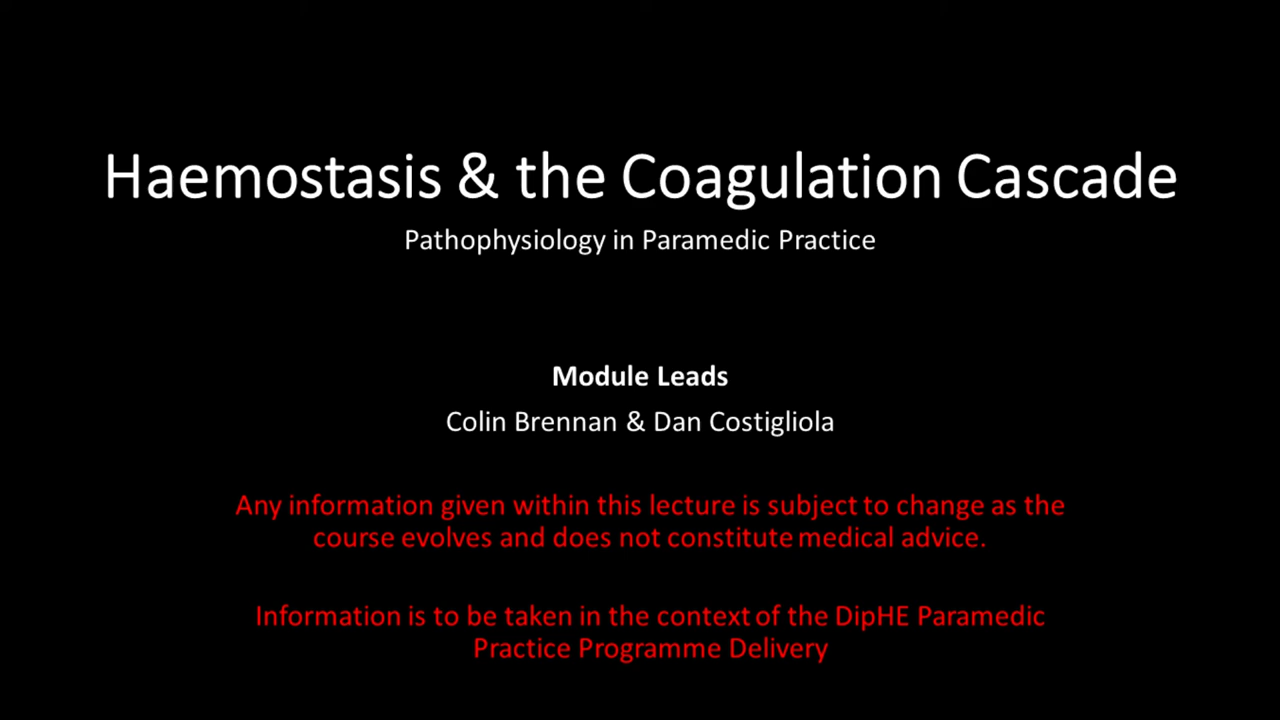 Haemostasis & the Coagulation Cascade
Pathophysiology in Paramedic Practice
Module Leads
Colin Brennan & Dan Costigliola
Any information given within this lecture is subject to change as the
course evolves and does not constitute medical advice.
Information is to be taken in the context of the DipHE Paramedic
Practice Programme Delivery